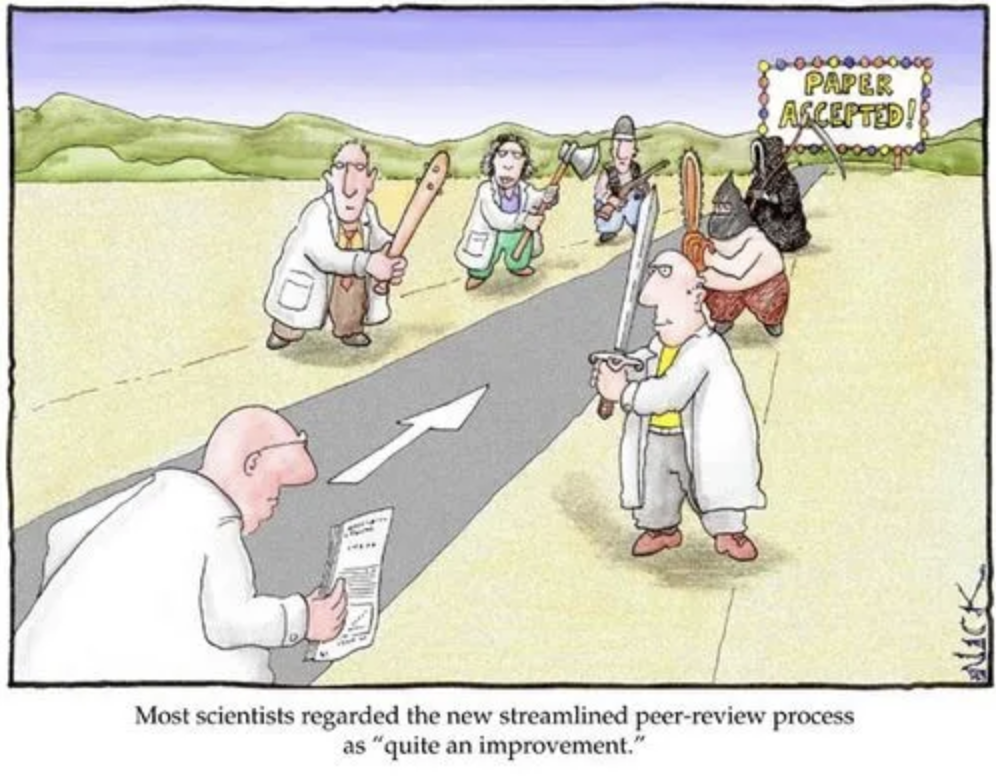 PAPER
ACCEPTED!
NICK
Most scientists regarded the new streamlined peer-review process
as “quite an improvement.”